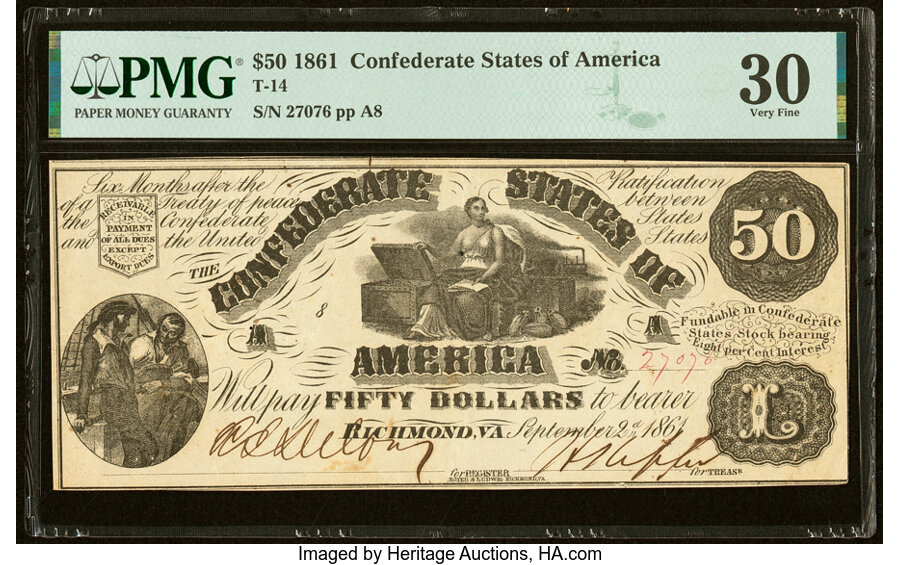 PMG®
PAPER MONEY GUARANTY
$50 1861 Confederate States of America
T-14
S/N 27076 pp A8
30
Very Fine
Six Months after the Ratification
of a Treaty of peace between
the Confederate States
and the United States
RECEIVABLE
IN
PAYMENT
OF ALL DUES
EXCEPT
EXPORT DUES
THE
CONFEDERATE STATES OF
AMERICA
50
A
8
A
No. 27076
Fundable in Confederate
States Stock bearing
Eight per Cent Interest
Will pay FIFTY DOLLARS to bearer
RICHMOND, VA. September 2d 1861
L
for REGISTER
for TREASR
HOYER & LUDWIG, RICHMOND, VA.
Imaged by Heritage Auctions, HA.com